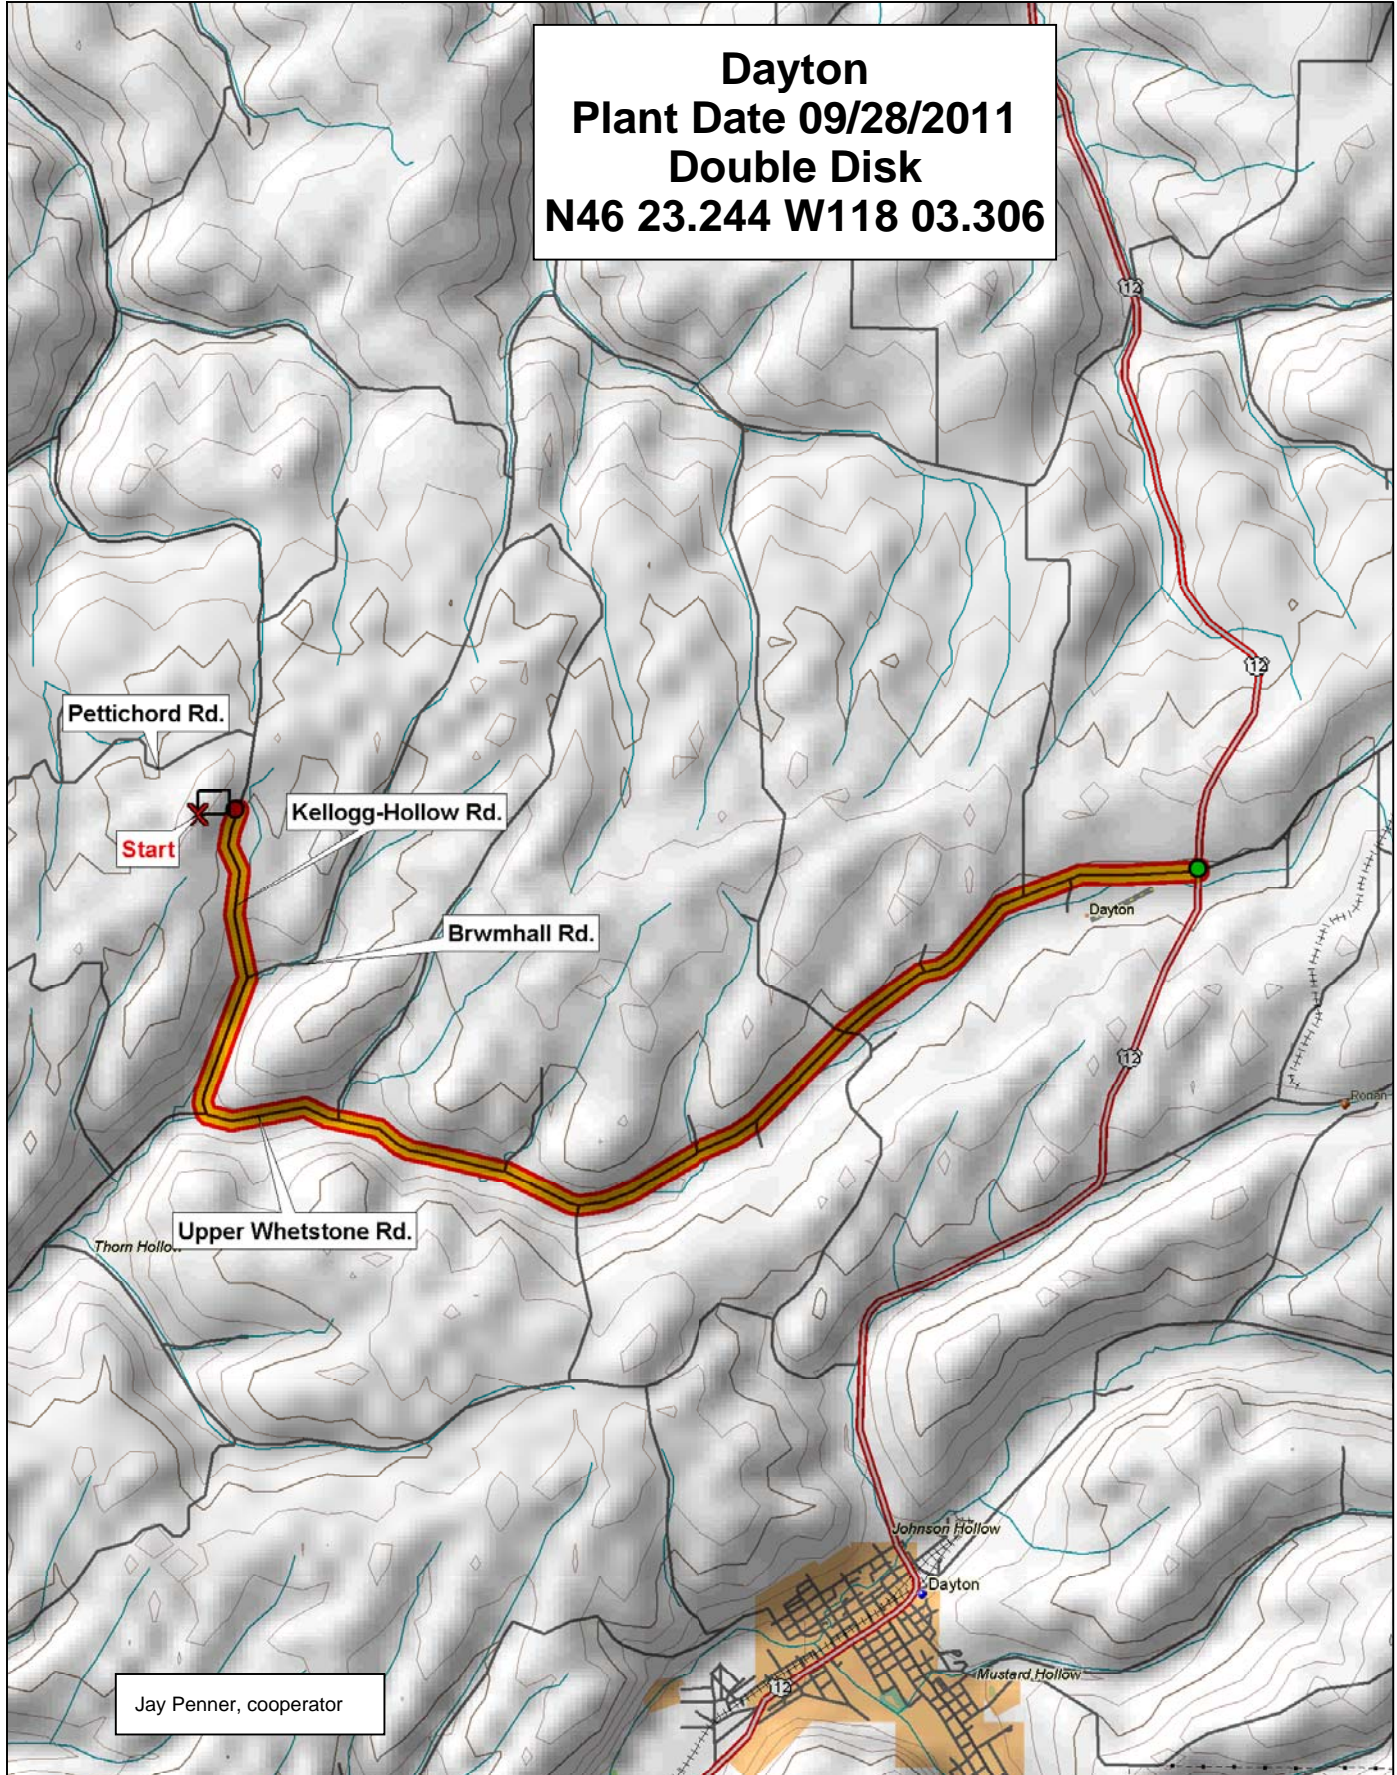 Dayton
Plant Date 09/28/2011
Double Disk
N46 23.244 W118 03.306
12
12
Pettichord Rd.
Kellogg-Hollow Rd.
Start
Dayton
Brwmhall Rd.
12
Ronan
Upper Whetstone Rd.
Thorn Hollow
Johnson Hollow
Dayton
Mustard Hollow
12
Jay Penner, cooperator